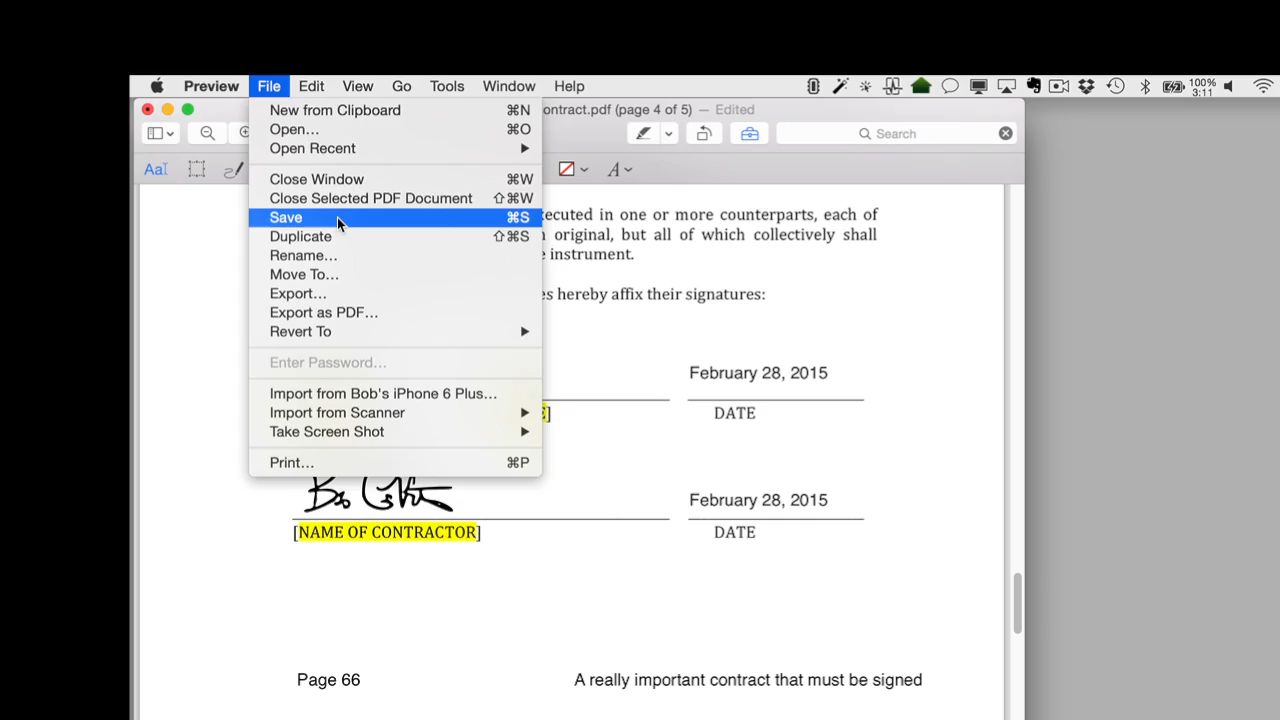 Preview File Edit View Go Tools Window Help 100%
3:11
ontract.pdf (page 4 of 5) — Edited
Search
AaI A
New from Clipboard ⌘N
Open… ⌘O
Open Recent ▶
Close Window ⌘W
Close Selected PDF Document ⇧⌘W
Save ⌘S
Duplicate ⇧⌘S
Rename…
Move To…
Export…
Export as PDF…
Revert To ▶
Enter Password…
Import from Bob's iPhone 6 Plus…
Import from Scanner ▶
Take Screen Shot ▶
Print… ⌘P
ecuted in one or more counterparts, each of
n original, but all of which collectively shall
e instrument.
es hereby affix their signatures:
February 28, 2015
E] DATE
February 28, 2015
[NAME OF CONTRACTOR] DATE
Page 66 A really important contract that must be signed